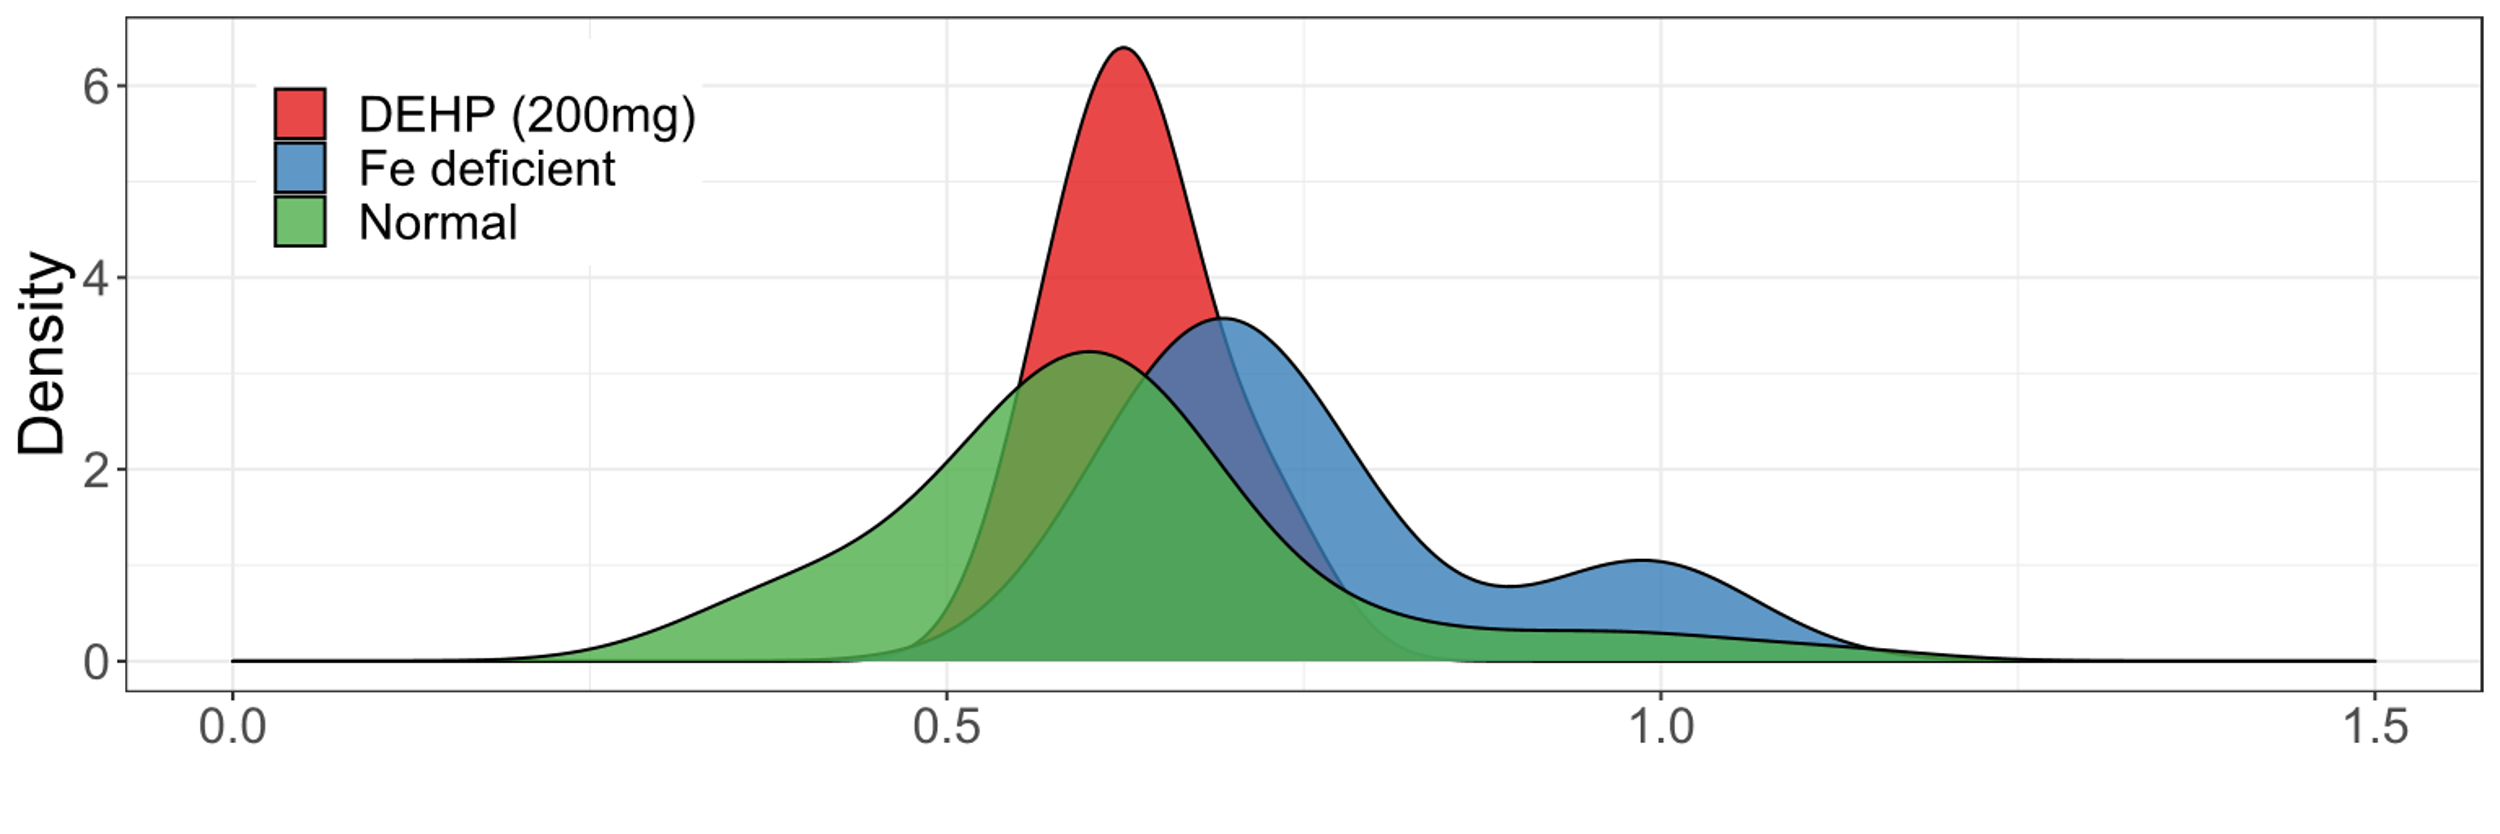 DEHP (200mg)
Fe deficient
Normal
Density
6
4
2
0
0.0 0.5 1.0 1.5